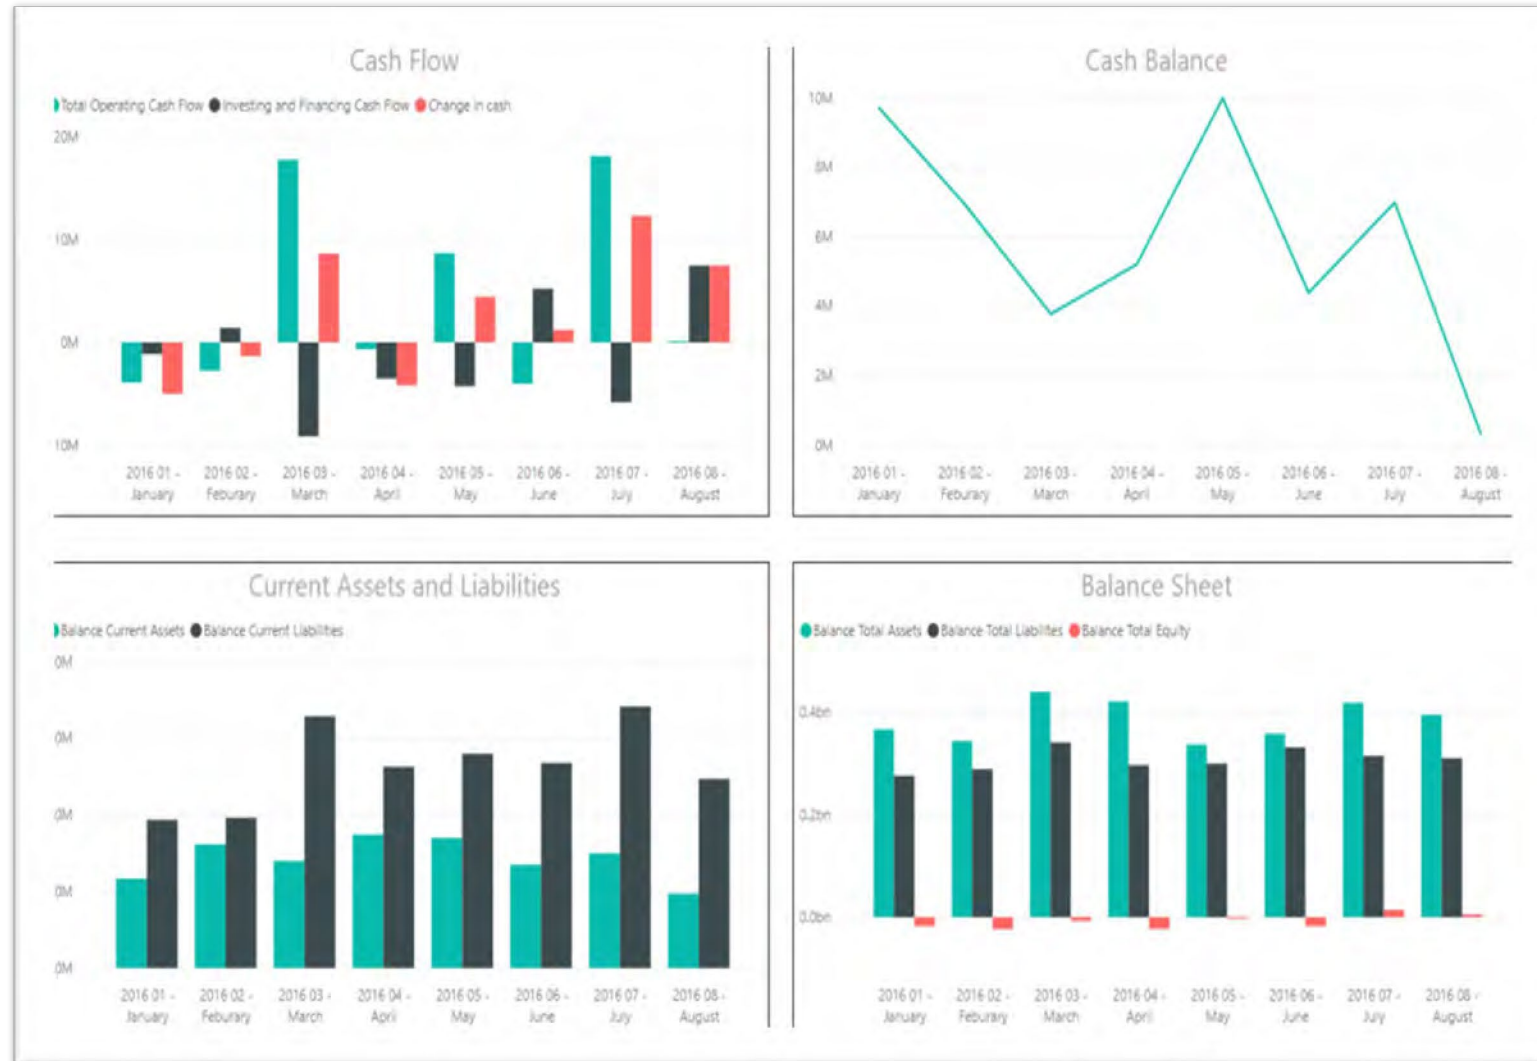 Cash Flow
Total Operating Cash Flow Investing and Financing Cash Flow Change in cash
20M
10M
0M
10M
2016 01 - 2016 02 - 2016 03 - 2016 04 - 2016 05 - 2016 06 - 2016 07 - 2016 08 -
January Feburary March April May June July August
Cash Balance
10M
8M
6M
4M
2M
0M
2016 01 - 2016 02 - 2016 03 - 2016 04 - 2016 05 - 2016 06 - 2016 07 - 2016 08 -
January Feburary March April May June July August
Current Assets and Liabilities
Balance Current Assets Balance Current Liabilities
0M
0M
0M
0M
0M
2016 01 - 2016 02 - 2016 03 - 2016 04 - 2016 05 - 2016 06 - 2016 07 - 2016 08 -
January Feburary March April May June July August
Balance Sheet
Balance Total Assets Balance Total Liabilities Balance Total Equity
0.4bn
0.2bn
0.0bn
2016 01 - 2016 02 - 2016 03 - 2016 04 - 2016 05 - 2016 06 - 2016 07 - 2016 08 -
January Feburary March April May June July August